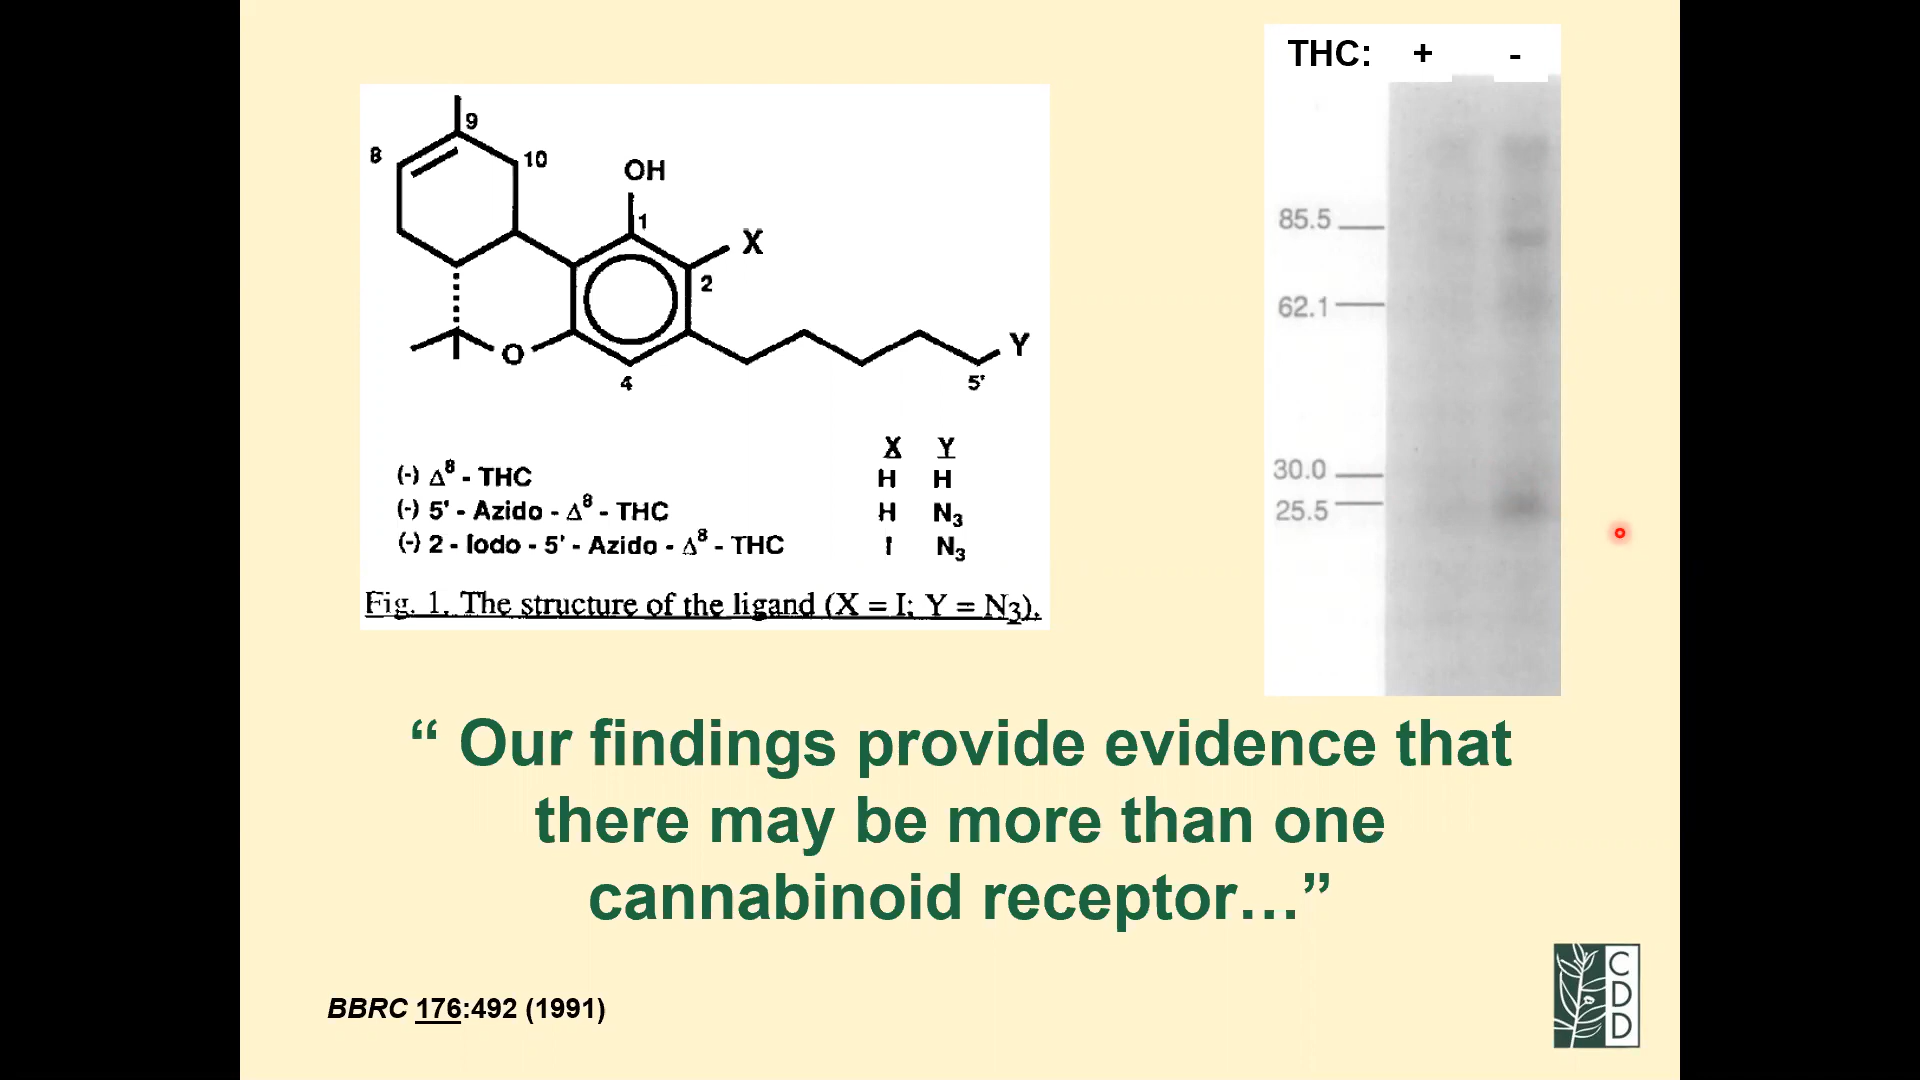 THC: + -
9
8
10
OH
1
X
2
85.5
62.1
O
Y
4
5'
X Y
(-) Δ⁸ - THC H H
(-) 5' - Azido - Δ⁸ - THC H N₃
(-) 2 - Iodo - 5' - Azido - Δ⁸ - THC I N₃
30.0
25.5
Fig. 1. The structure of the ligand (X = I; Y = N₃).
“ Our findings provide evidence that
there may be more than one
cannabinoid receptor…”
BBRC 176:492 (1991)
C
D
D